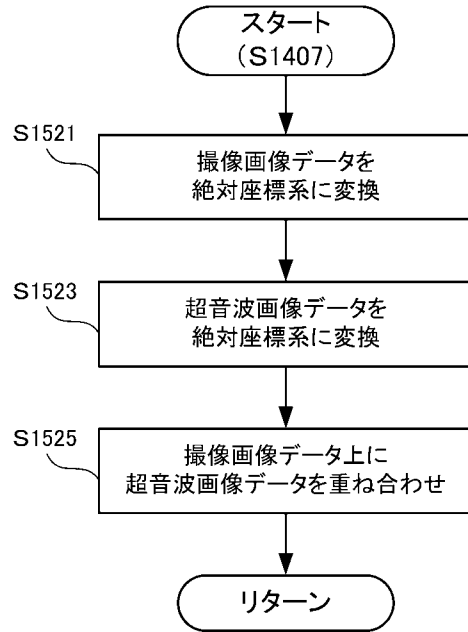 スタート
(S1407)
S1521
撮像画像データを
絶対座標系に変換
S1523
超音波画像データを
絶対座標系に変換
S1525
撮像画像データ上に
超音波画像データを重ね合わせ
リターン